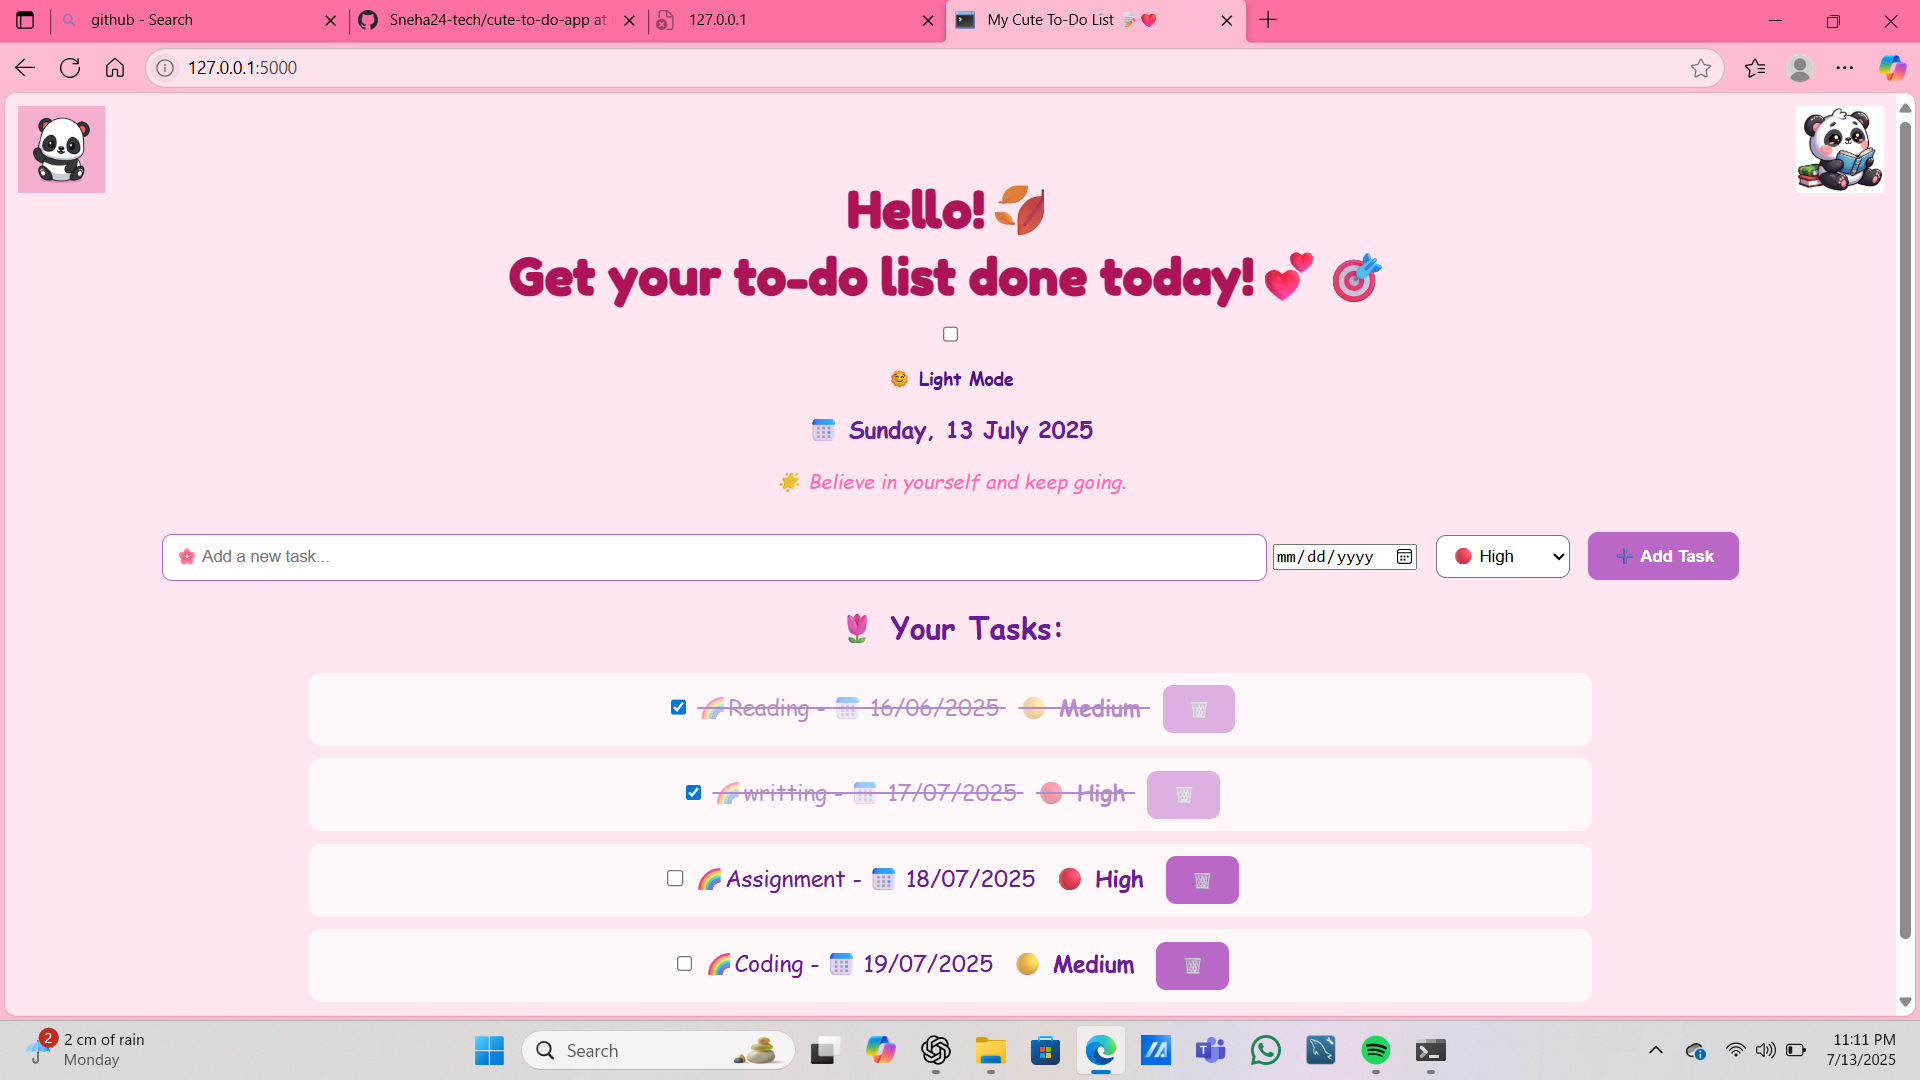 github - Search
Sneha24-tech/cute-to-do-app at
127.0.0.1
My Cute To-Do List
127.0.0.1:5000
Hello!
Get your to-do list done today!
Light Mode
Sunday, 13 July 2025
Believe in yourself and keep going.
Add a new task...
mm/dd/yyyy
High
Add Task
Your Tasks:
Reading - 16/06/2025 Medium
writting - 17/07/2025 High
Assignment - 18/07/2025 High
Coding - 19/07/2025 Medium
2
2 cm of rain
Monday
Search
11:11 PM
7/13/2025